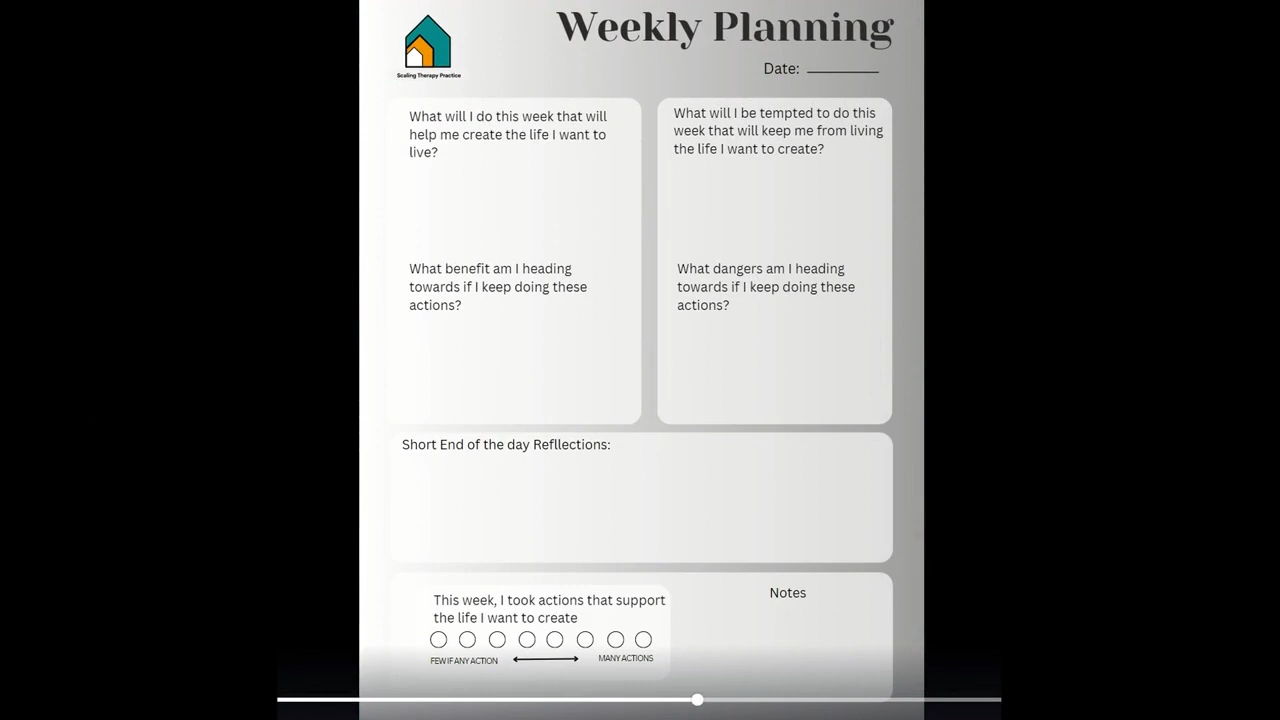 Weekly Planning
Scaling Therapy Practice
Date:
What will I do this week that will
help me create the life I want to
live?
What benefit am I heading
towards if I keep doing these
actions?
What will I be tempted to do this
week that will keep me from living
the life I want to create?
What dangers am I heading
towards if I keep doing these
actions?
Short End of the day Refllections:
This week, I took actions that support
the life I want to create
FEW IF ANY ACTION
MANY ACTIONS
Notes